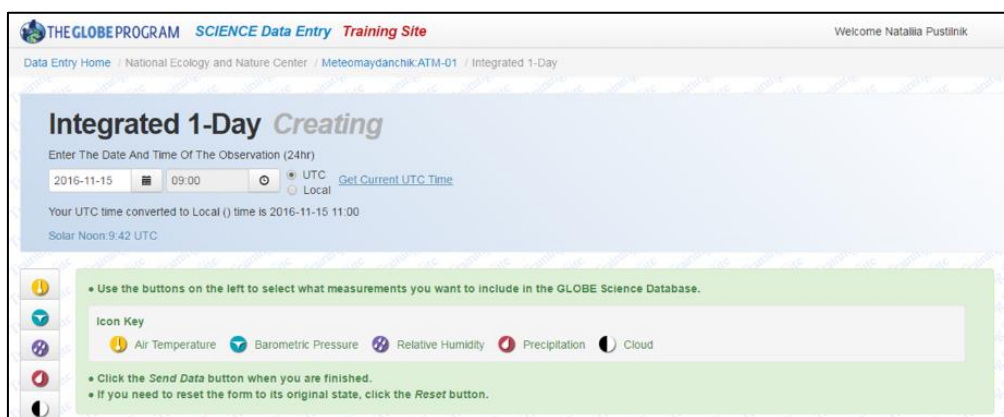 THE GLOBE PROGRAM SCIENCE Data Entry Training Site
Welcome Nataliia Pustilnik
Data Entry Home / National Ecology and Nature Center / Meteomaydanchik:ATM-01 / Integrated 1-Day
Integrated 1-Day Creating
Enter The Date And Time Of The Observation (24hr)
2016-11-15 09:00 UTC Local Get Current UTC Time
Your UTC time converted to Local () time is 2016-11-15 11:00
Solar Noon:9:42 UTC
• Use the buttons on the left to select what measurements you want to include in the GLOBE Science Database.
Icon Key
Air Temperature Barometric Pressure Relative Humidity Precipitation Cloud
• Click the Send Data button when you are finished.
• If you need to reset the form to its original state, click the Reset button.